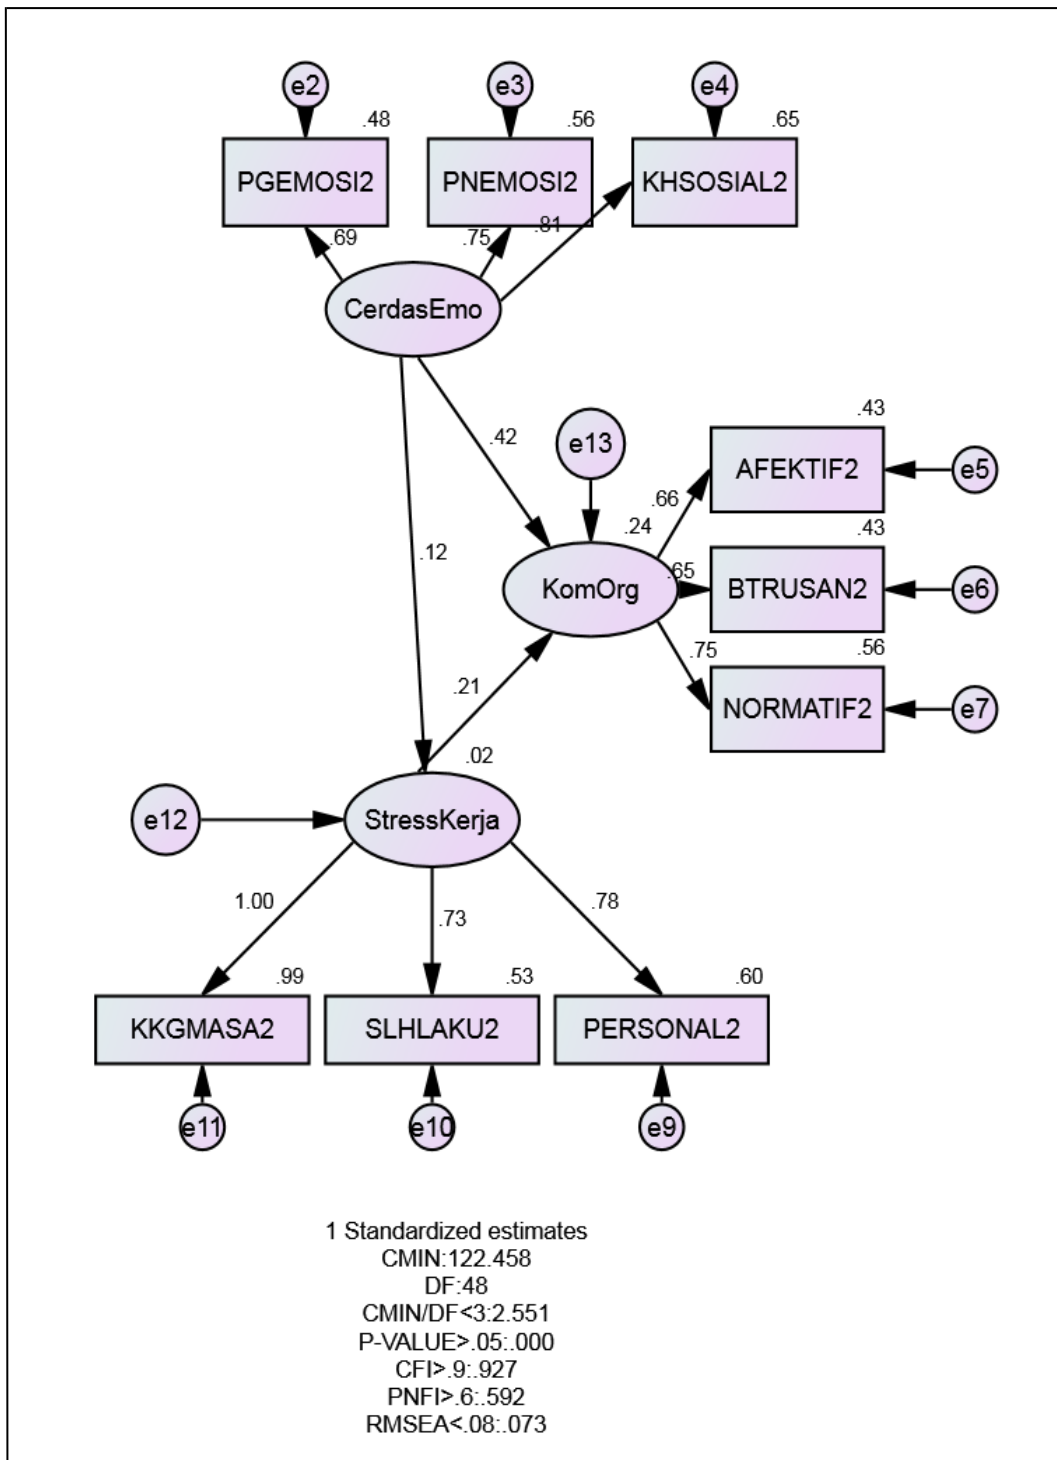 e2
e3
e4
.48
.56
.65
PGEMOSI2
PNEMOSI2
KHSOSIAL2
.69
.75
.81
CerdasEmo
.42
.12
e13
.43
AFEKTIF2
e5
.66
.24
.43
KomOrg
.65
BTRUSAN2
e6
.75
.56
NORMATIF2
e7
.21
.02
e12
StressKerja
1.00
.73
.78
.99
.53
.60
KKGMASA2
SLHLAKU2
PERSONAL2
e11
e10
e9
1 Standardized estimates
CMIN:122.458
DF:48
CMIN/DF<3:2.551
P-VALUE>.05:.000
CFI>.9:.927
PNFI>.6:.592
RMSEA<.08:.073